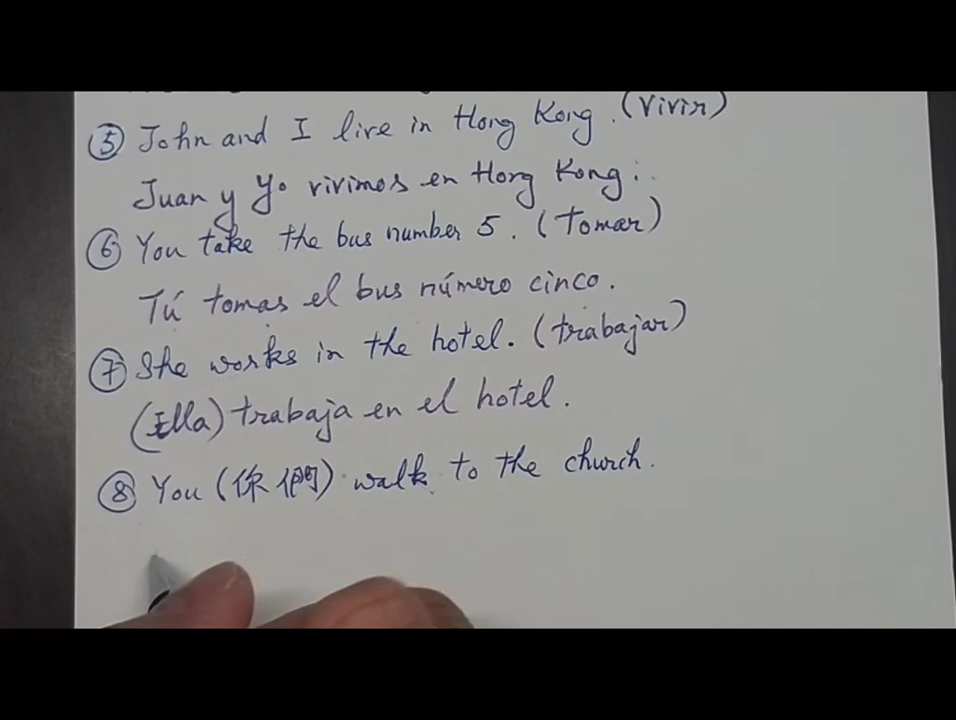 ⑤ John and I live in Hong Kong. (Vivir)
Juan y Yo vivimos en Hong Kong.
⑥ You take the bus number 5. (Tomar)
Tú tomas el bus número cinco.
⑦ She works in the hotel. (trabajar)
(Ella) trabaja en el hotel.
⑧ You (你們) walk to the church.